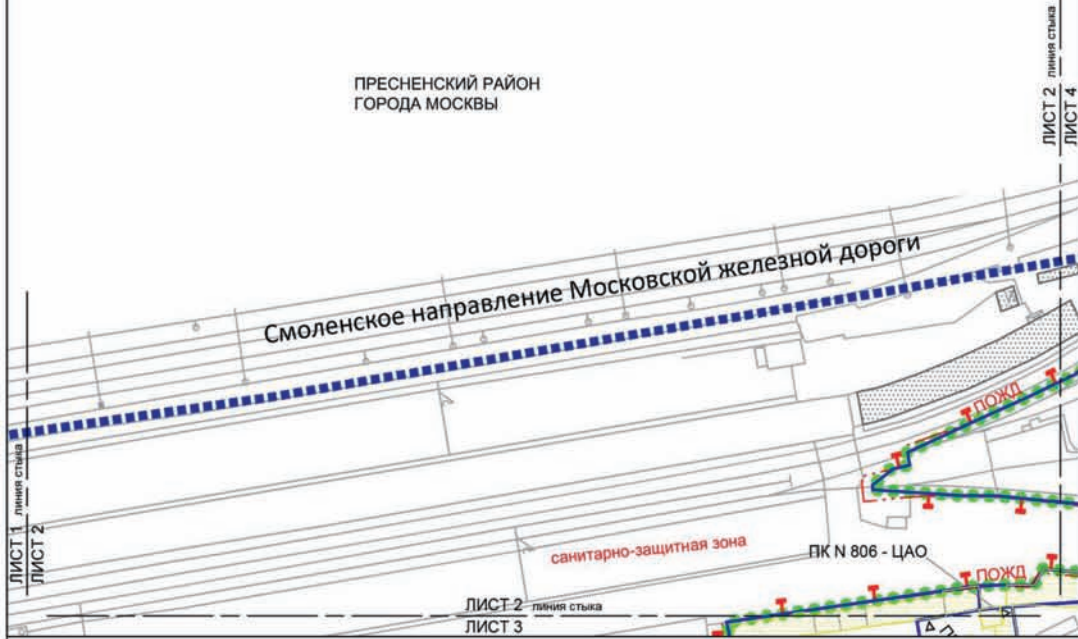 ПРЕСНЕНСКИЙ РАЙОН
ГОРОДА МОСКВЫ
ЛИСТ 2 линия стыка
ЛИСТ 4
Смоленское направление Московской железной дороги
ПОЖД
ЛИСТ 1 линия стыка
ЛИСТ 2
санитарно-защитная зона
ПК N 806 - ЦАО
ПОЖД
ЛИСТ 2 линия стыка
ЛИСТ 3